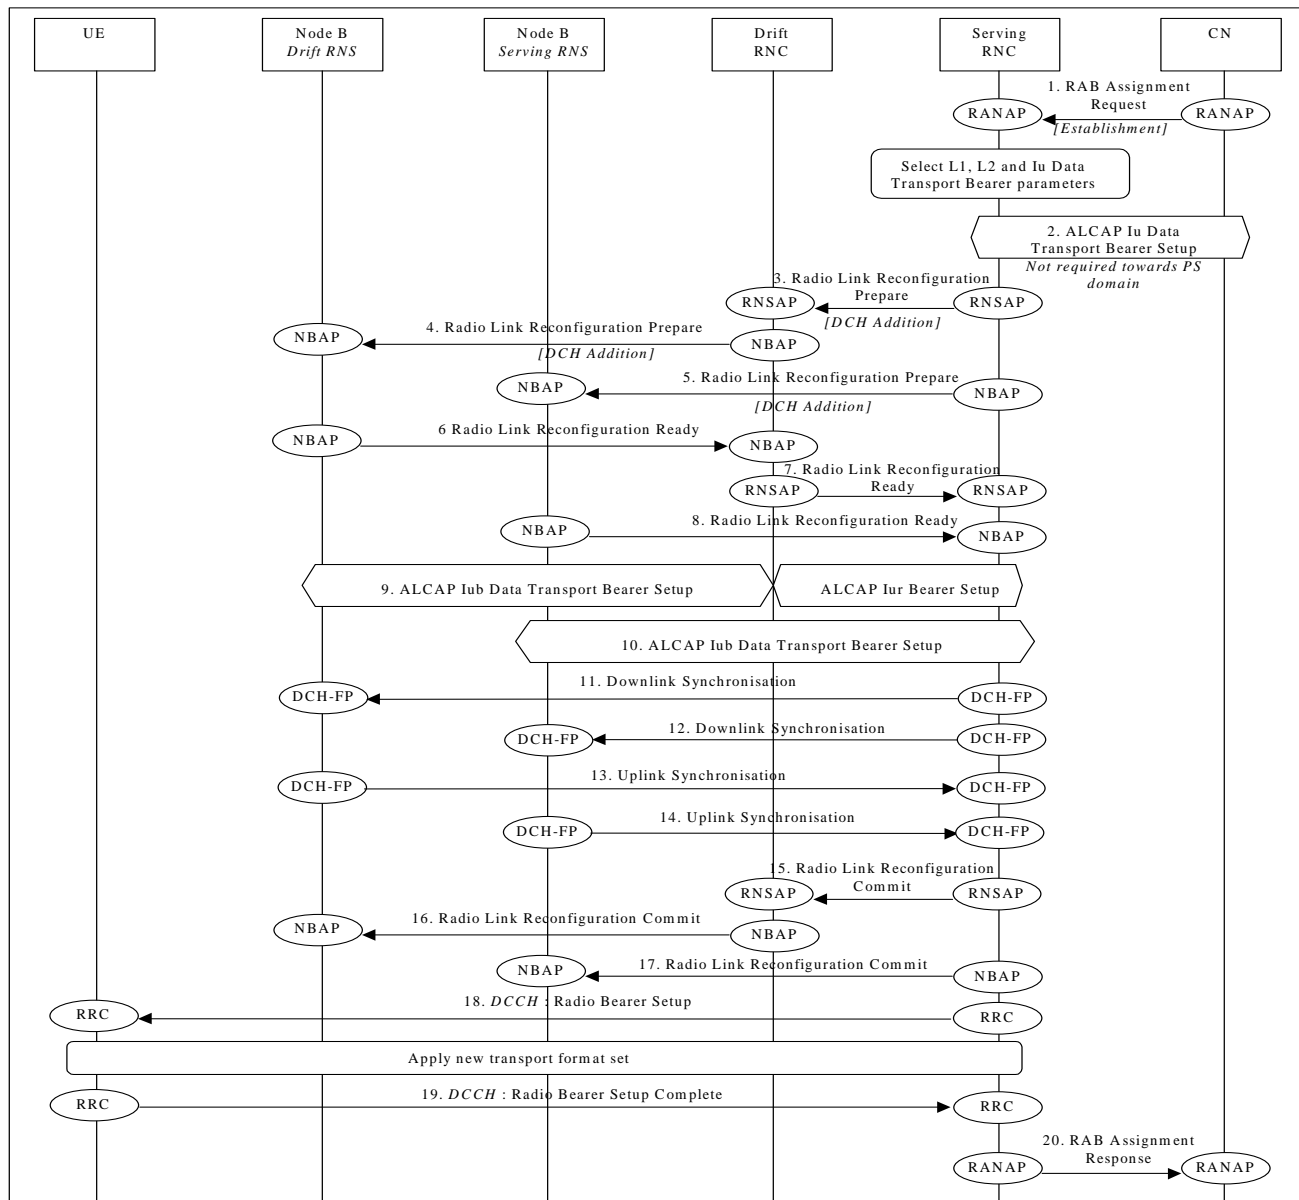 UE
Node B
Drift RNS
Node B
Serving RNS
Drift
RNC
Serving
RNC
CN
1. RAB Assignment
Request
RANAP
RANAP
[Establishment]
Select L1, L2 and Iu Data
Transport Bearer parameters
2. ALCAP Iu Data
Transport Bearer Setup
Not required towards PS
domain
3. Radio Link Reconfiguration
Prepare
RNSAP
RNSAP
[DCH Addition]
4. Radio Link Reconfiguration Prepare
NBAP
NBAP
[DCH Addition]
5. Radio Link Reconfiguration Prepare
NBAP
NBAP
[DCH Addition]
6 Radio Link Reconfiguration Ready
NBAP
NBAP
7. Radio Link Reconfiguration
Ready
RNSAP
RNSAP
8. Radio Link Reconfiguration Ready
NBAP
NBAP
9. ALCAP Iub Data Transport Bearer Setup
ALCAP Iur Bearer Setup
10. ALCAP Iub Data Transport Bearer Setup
11. Downlink Synchronisation
DCH-FP
DCH-FP
12. Downlink Synchronisation
DCH-FP
DCH-FP
13. Uplink Synchronisation
DCH-FP
DCH-FP
14. Uplink Synchronisation
DCH-FP
DCH-FP
15. Radio Link Reconfiguration
Commit
RNSAP
RNSAP
16. Radio Link Reconfiguration Commit
NBAP
NBAP
17. Radio Link Reconfiguration Commit
NBAP
NBAP
18. DCCH : Radio Bearer Setup
RRC
RRC
Apply new transport format set
19. DCCH : Radio Bearer Setup Complete
RRC
RRC
20. RAB Assignment
Response
RANAP
RANAP